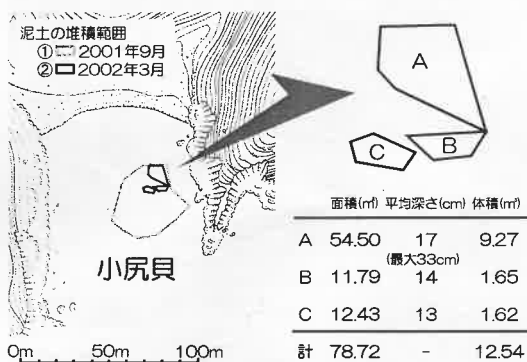 泥土の堆積範囲
① 2001年9月
② 2002年3月
A
B
C
小尻貝
0m 50m 100m
面積(㎡) 平均深さ(cm) 体積(㎥)
A 54.50 17 9.27
(最大33cm)
B 11.79 14 1.65
C 12.43 13 1.62
計 78.72 - 12.54